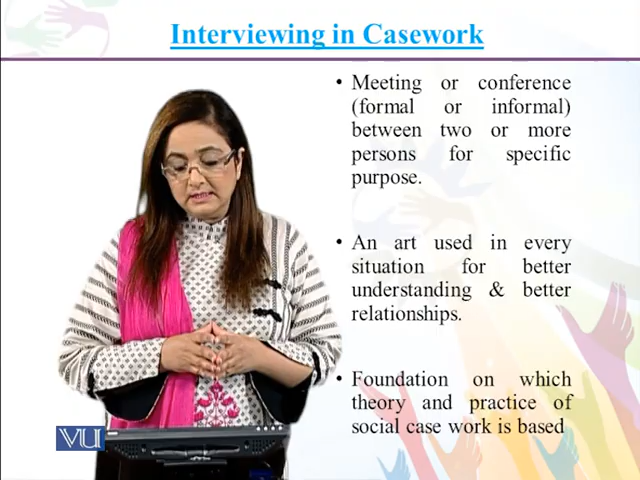 Interviewing in Casework
• Meeting or conference
(formal or informal)
between two or more
persons for specific
purpose.
• An art used in every
situation for better
understanding & better
relationships.
• Foundation on which
theory and practice of
social case work is based
VU